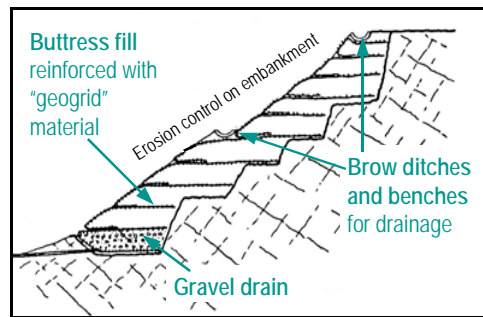 Buttress fill
reinforced with
“geogrid”
material
Erosion control on embankment
Brow ditches
and benches
for drainage
Gravel drain